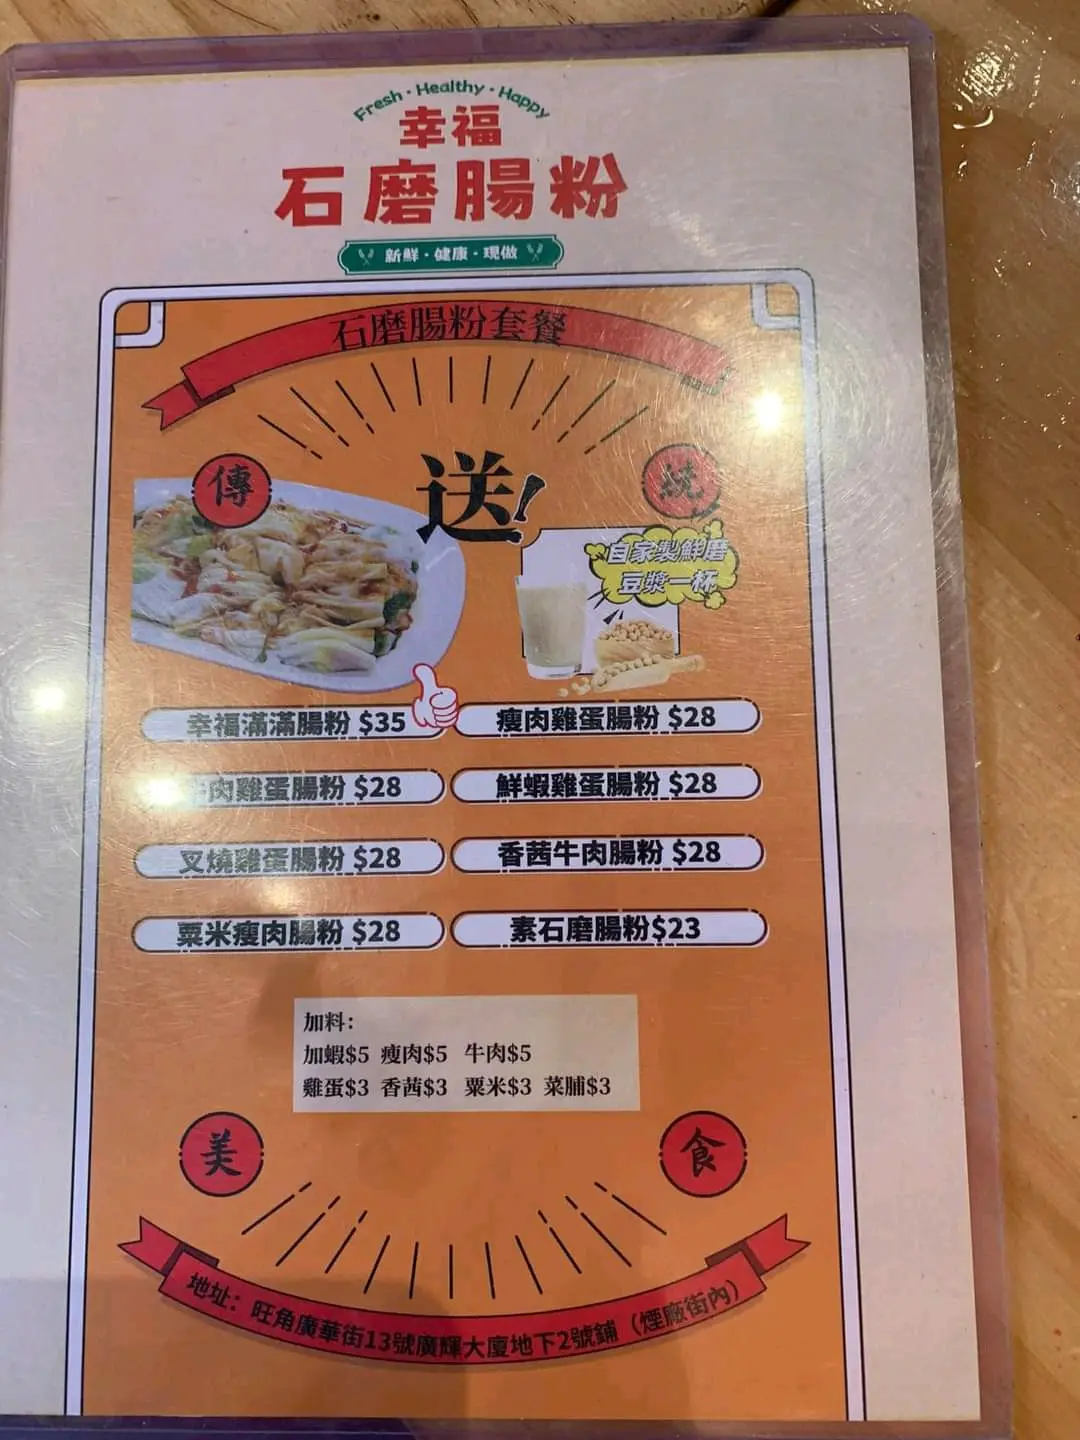 Fresh · Healthy · Happy
幸福
石磨腸粉
新鮮·健康·現做
石磨腸粉套餐
傳
統
送!
自家製鮮磨
豆漿一杯
幸福滿滿腸粉 $35
瘦肉雞蛋腸粉 $28
肉雞蛋腸粉 $28
鮮蝦雞蛋腸粉 $28
叉燒雞蛋腸粉 $28
香茜牛肉腸粉 $28
粟米瘦肉腸粉 $28
素石磨腸粉$23
加料：
加蝦$5 瘦肉$5 牛肉$5
雞蛋$3 香茜$3 粟米$3 菜脯$3
美
食
地址：旺角廣華街13號廣輝大廈地下2號鋪（煙廠街內）